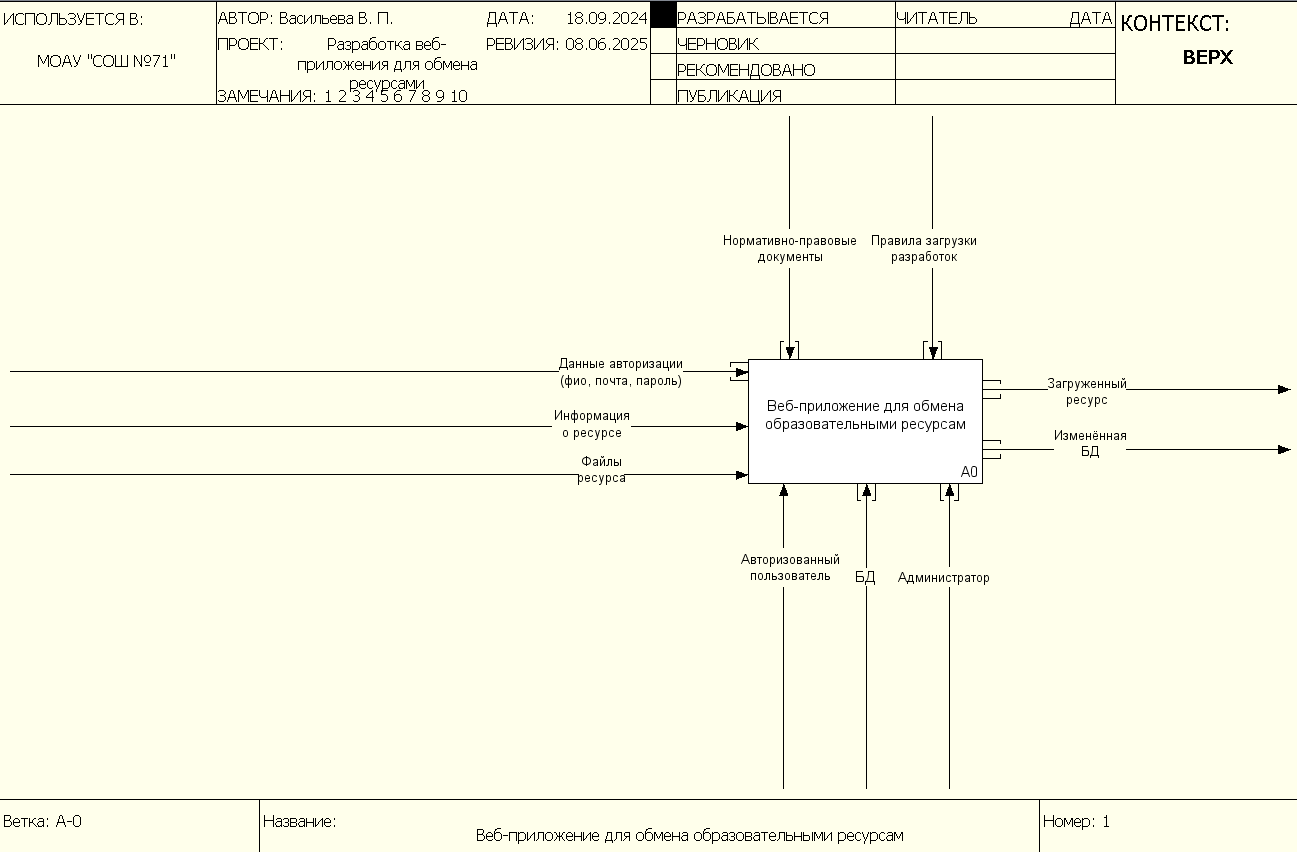 ИСПОЛЬЗУЕТСЯ В:
МОАУ "СОШ №71"
АВТОР: Васильева В. П.
ДАТА: 18.09.2024
ПРОЕКТ: Разработка веб-
приложения для обмена
ресурсами
РЕВИЗИЯ: 08.06.2025
ЗАМЕЧАНИЯ: 1 2 3 4 5 6 7 8 9 10
РАЗРАБАТЫВАЕТСЯ
ЧЕРНОВИК
РЕКОМЕНДОВАНО
ПУБЛИКАЦИЯ
ЧИТАТЕЛЬ
ДАТА
КОНТЕКСТ:
ВЕРХ
Нормативно-правовые
документы
Правила загрузки
разработок
Данные авторизации
(фио, почта, пароль)
Информация
о ресурсе
Файлы
ресурса
Веб-приложение для обмена
образовательными ресурсам
A0
Загруженный
ресурс
Изменённая
БД
Авторизованный
пользователь
БД
Администратор
Ветка: A-0
Название:
Веб-приложение для обмена образовательными ресурсам
Номер: 1